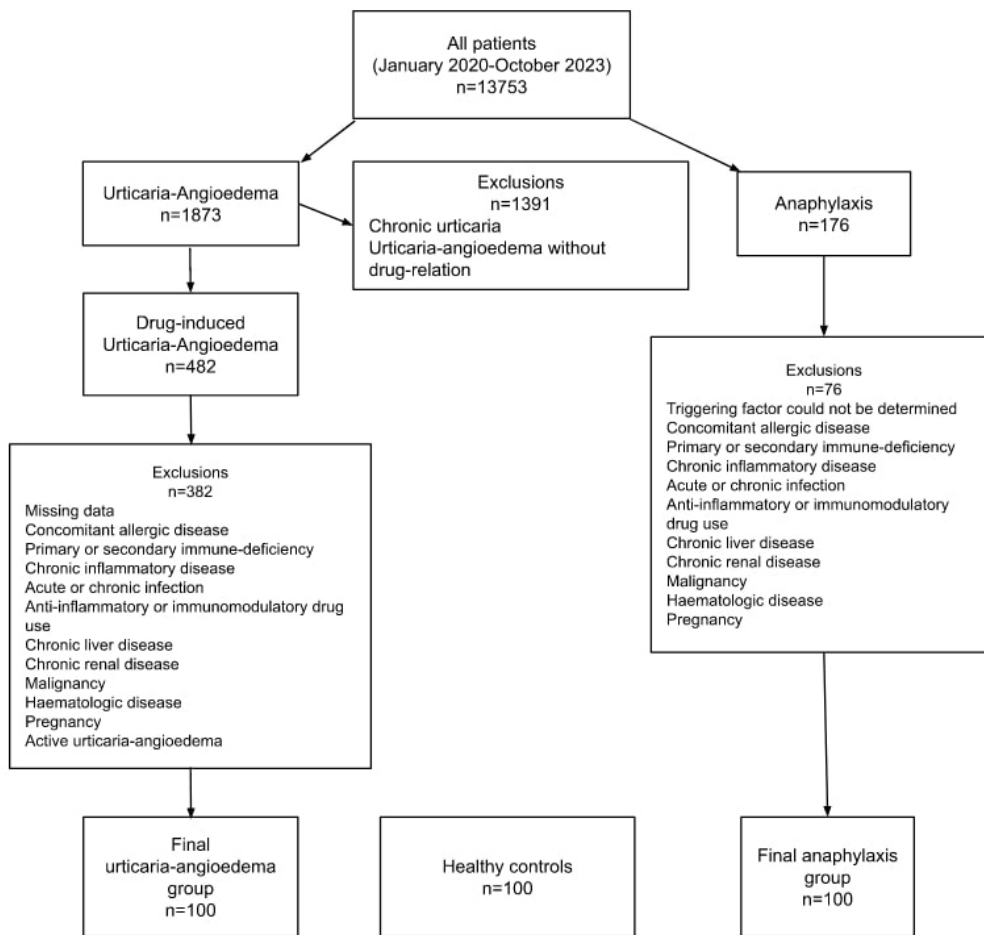 All patients
(January 2020-October 2023)
n=13753
Urticaria-Angioedema
n=1873
Exclusions
n=1391
Chronic urticaria
Urticaria-angioedema without
drug-relation
Anaphylaxis
n=176
Drug-induced
Urticaria-Angioedema
n=482
Exclusions
n=76
Triggering factor could not be determined
Concomitant allergic disease
Primary or secondary immune-deficiency
Chronic inflammatory disease
Acute or chronic infection
Anti-inflammatory or immunomodulatory
drug use
Chronic liver disease
Chronic renal disease
Malignancy
Haematologic disease
Pregnancy
Exclusions
n=382
Missing data
Concomitant allergic disease
Primary or secondary immune-deficiency
Chronic inflammatory disease
Acute or chronic infection
Anti-inflammatory or immunomodulatory drug
use
Chronic liver disease
Chronic renal disease
Malignancy
Haematologic disease
Pregnancy
Active urticaria-angioedema
Final
urticaria-angioedema
group
n=100
Healthy controls
n=100
Final anaphylaxis
group
n=100